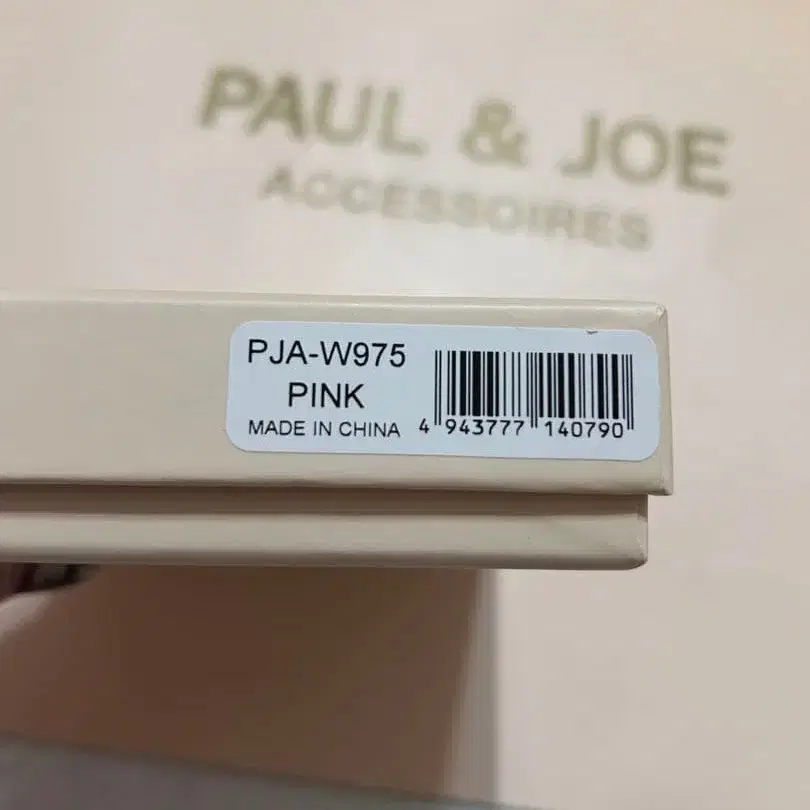 PAUL & JOE
ACCESSOIRES
PJA-W975
PINK
MADE IN CHINA
4 943777 140790